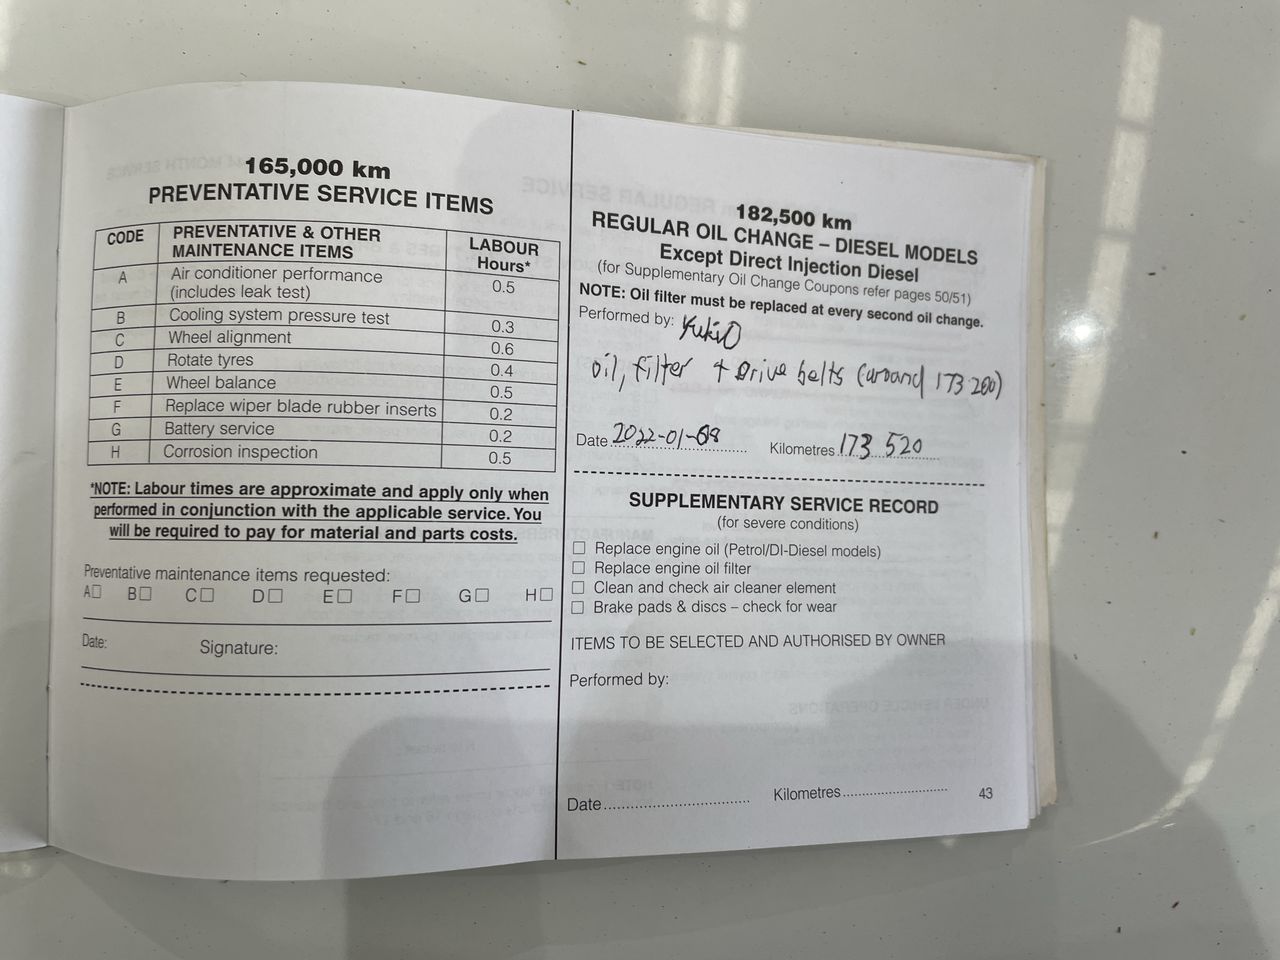 165,000 km
PREVENTATIVE SERVICE ITEMS
CODE PREVENTATIVE & OTHER MAINTENANCE ITEMS LABOUR Hours*
A Air conditioner performance (includes leak test) 0.5
B Cooling system pressure test 0.3
C Wheel alignment 0.6
D Rotate tyres 0.4
E Wheel balance 0.5
F Replace wiper blade rubber inserts 0.2
G Battery service 0.2
H Corrosion inspection 0.5
*NOTE: Labour times are approximate and apply only when
performed in conjunction with the applicable service. You
will be required to pay for material and parts costs.
Preventative maintenance items requested:
A☐ B☐ C☐ D☐ E☐ F☐ G☐ H☐
Date: Signature:
182,500 km
REGULAR OIL CHANGE – DIESEL MODELS
Except Direct Injection Diesel
(for Supplementary Oil Change Coupons refer pages 50/51)
NOTE: Oil filter must be replaced at every second oil change.
Performed by: Yuki
oil, filter + Drive belts (around 173 200)
Date 2022-01- Kilometres 173 520
SUPPLEMENTARY SERVICE RECORD
(for severe conditions)
☐ Replace engine oil (Petrol/DI-Diesel models)
☐ Replace engine oil filter
☐ Clean and check air cleaner element
☐ Brake pads & discs – check for wear
ITEMS TO BE SELECTED AND AUTHORISED BY OWNER
Performed by:
Date Kilometres
43